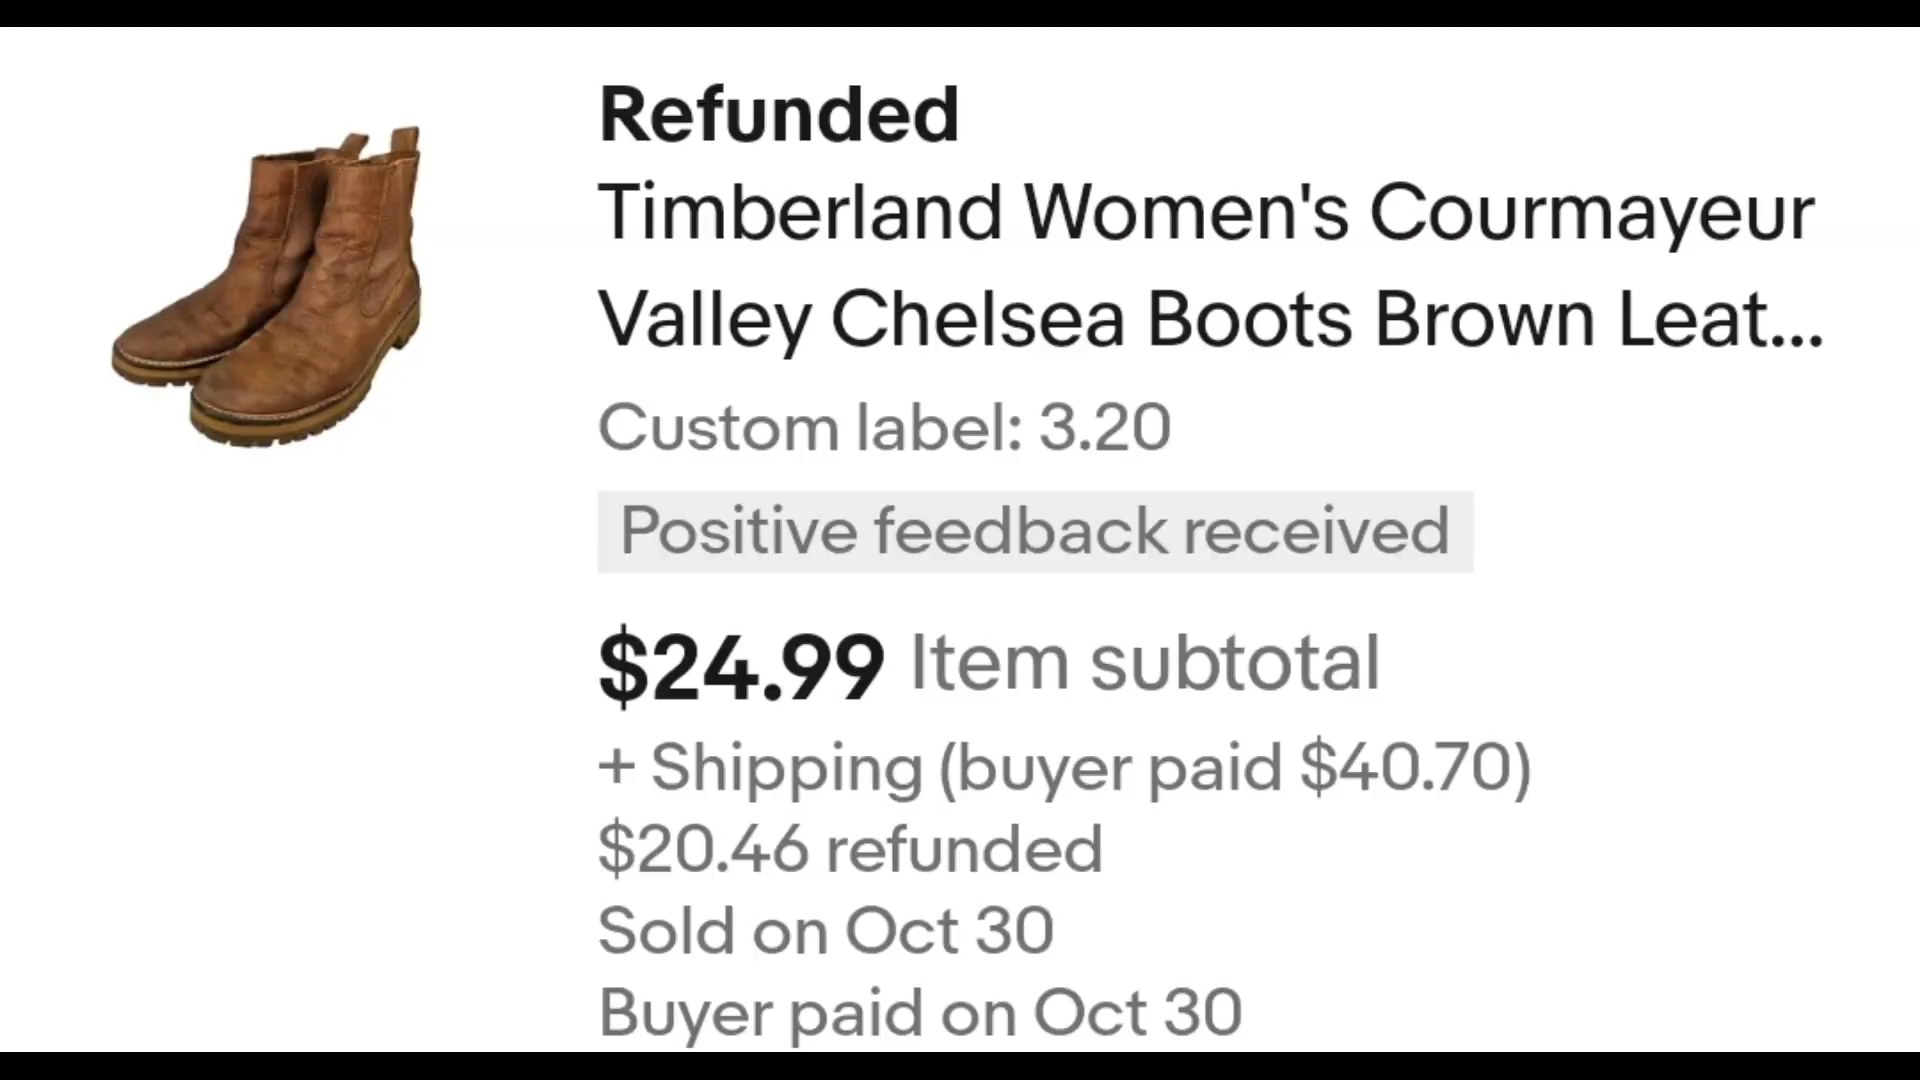 Refunded
Timberland Women's Courmayeur
Valley Chelsea Boots Brown Leat...
Custom label: 3.20
Positive feedback received
$24.99 Item subtotal
+ Shipping (buyer paid $40.70)
$20.46 refunded
Sold on Oct 30
Buyer paid on Oct 30